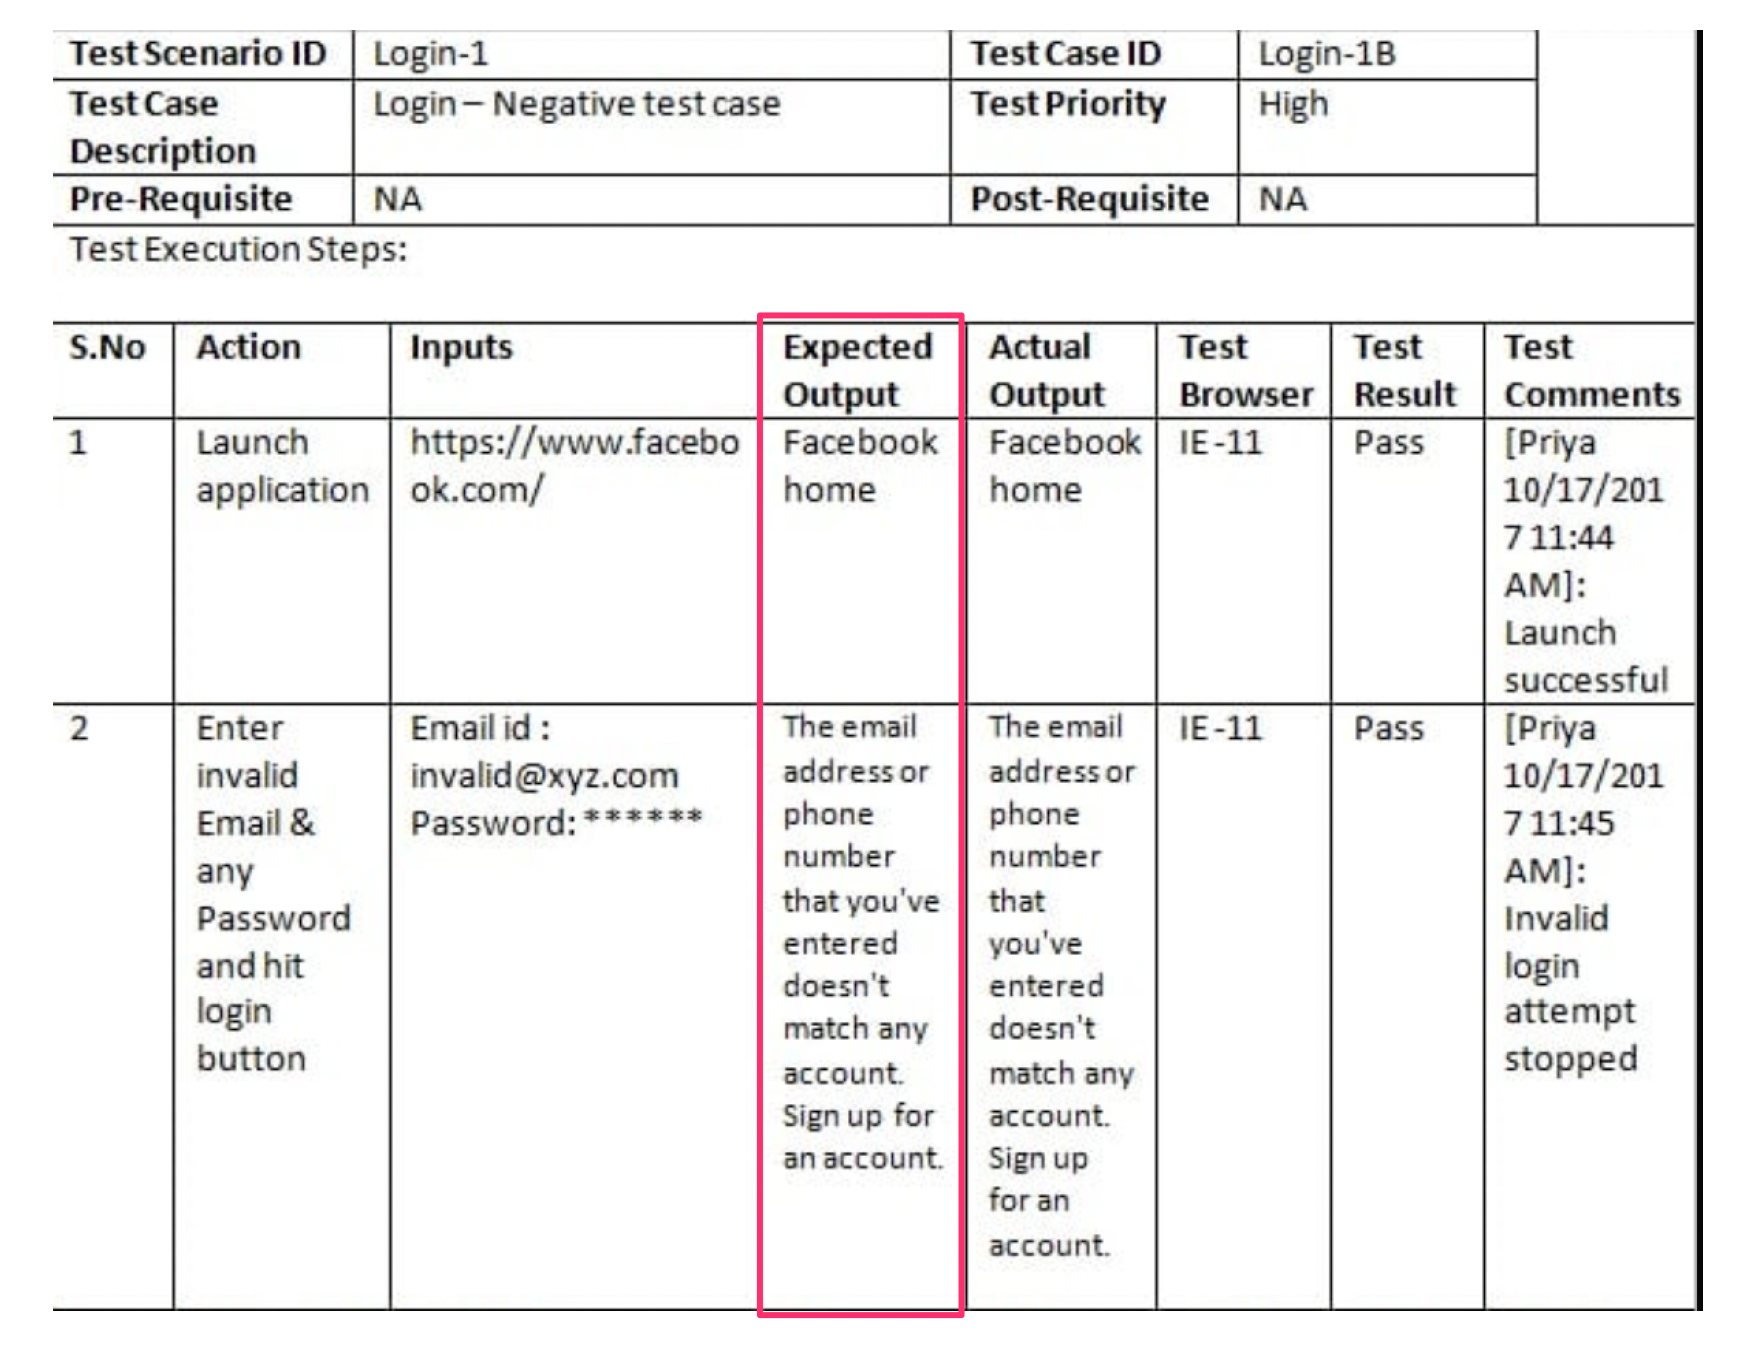 Test Scenario ID Login-1 Test Case ID Login-1B
Test Case Description Login – Negative test case Test Priority High
Pre-Requisite NA Post-Requisite NA
Test Execution Steps:
S.No
Action
Inputs
Expected
Output
Actual
Output
Test
Browser
Test
Result
Test
Comments
1
Launch
application
https://www.facebo
ok.com/
Facebook
home
Facebook
home
IE-11
Pass
[Priya
10/17/201
7 11:44
AM]:
Launch
successful
2
Enter
invalid
Email &
any
Password
and hit
login
button
Email id :
invalid@xyz.com
Password: ******
The email
address or
phone
number
that you've
entered
doesn't
match any
account.
Sign up for
an account.
The email
address or
phone
number
that
you've
entered
doesn't
match any
account.
Sign up
for an
account.
IE-11
Pass
[Priya
10/17/201
7 11:45
AM]:
Invalid
login
attempt
stopped